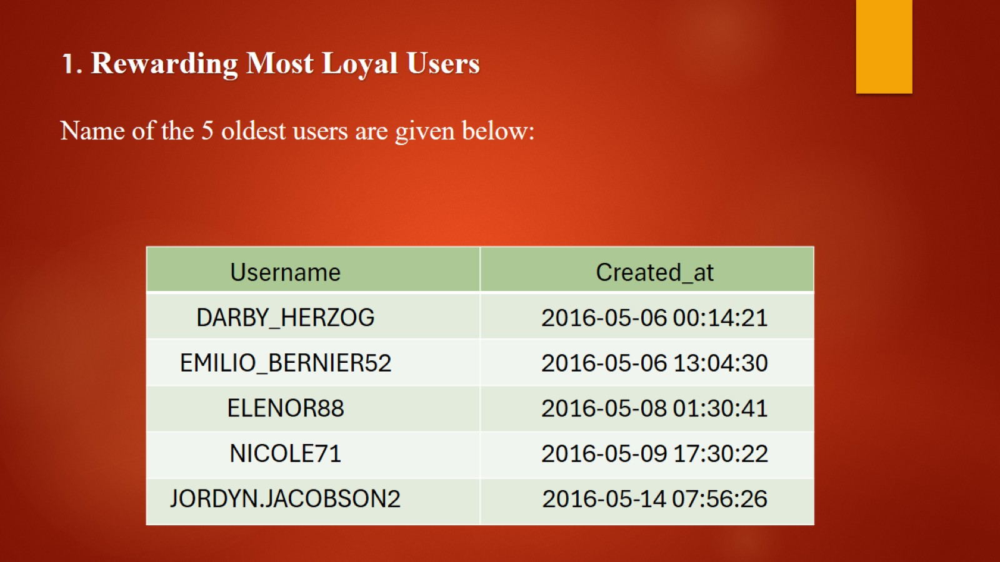 1. Rewarding Most Loyal Users
Name of the 5 oldest users are given below:
Username Created_at
DARBY_HERZOG 2016-05-06 00:14:21
EMILIO_BERNIER52 2016-05-06 13:04:30
ELENOR88 2016-05-08 01:30:41
NICOLE71 2016-05-09 17:30:22
JORDYN.JACOBSON2 2016-05-14 07:56:26